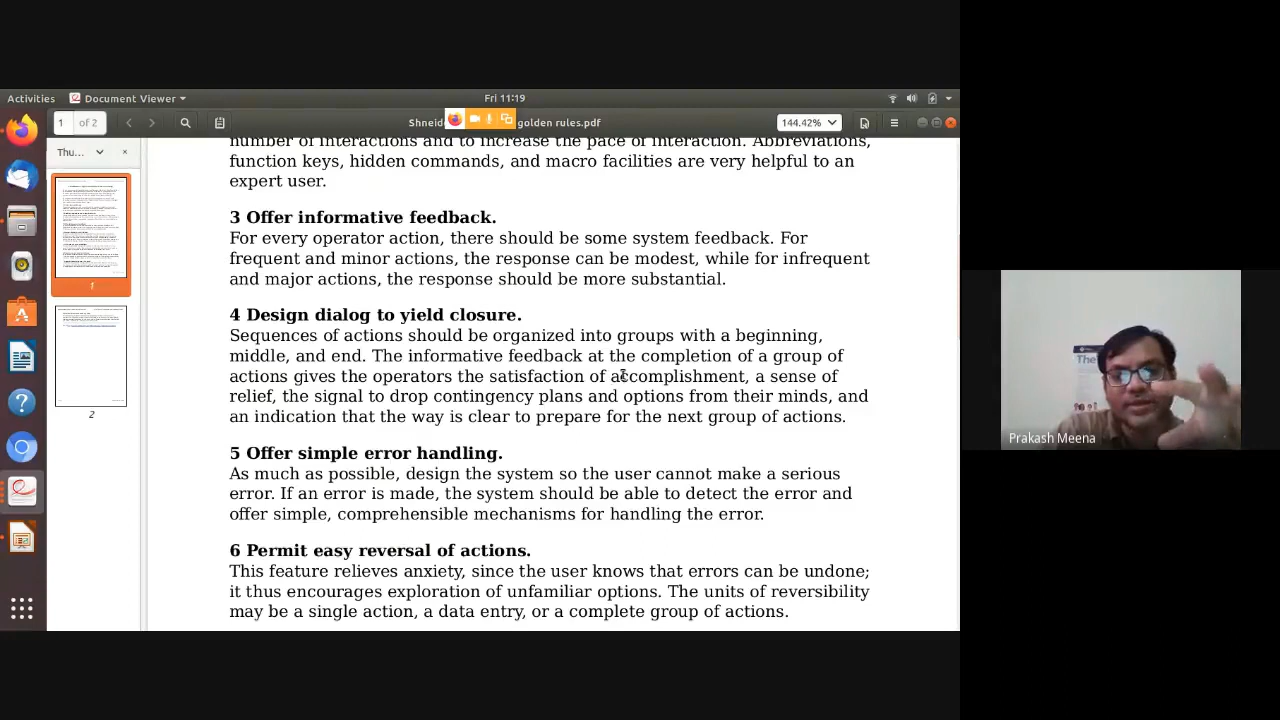 Activities Document Viewer Fri 11:19
1 of 2 golden rules.pdf 144.42%
Thu...
number of interactions and to increase the pace of interaction. Abbreviations,
function keys, hidden commands, and macro facilities are very helpful to an
expert user.
3 Offer informative feedback.
For every operator action, there should be some system feedback. For
frequent and minor actions, the response can be modest, while for infrequent
and major actions, the response should be more substantial.
4 Design dialog to yield closure.
Sequences of actions should be organized into groups with a beginning,
middle, and end. The informative feedback at the completion of a group of
actions gives the operators the satisfaction of accomplishment, a sense of
relief, the signal to drop contingency plans and options from their minds, and
an indication that the way is clear to prepare for the next group of actions.
5 Offer simple error handling.
As much as possible, design the system so the user cannot make a serious
error. If an error is made, the system should be able to detect the error and
offer simple, comprehensible mechanisms for handling the error.
6 Permit easy reversal of actions.
This feature relieves anxiety, since the user knows that errors can be undone;
it thus encourages exploration of unfamiliar options. The units of reversibility
may be a single action, a data entry, or a complete group of actions.
1
2
Prakash Meena